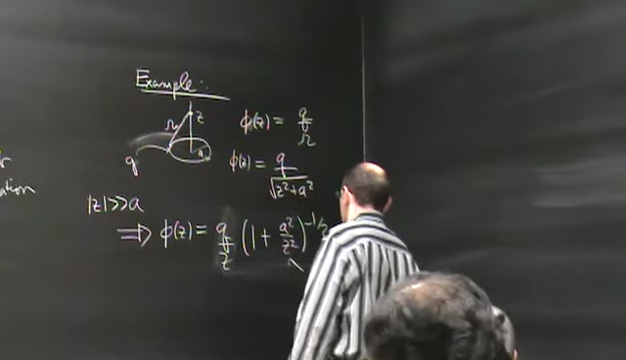 Example:
z
r
a
q
ϕ(z) = q/r
ϕ(z) = q/√(z²+a²)
|z|>>a
⇒ ϕ(z) = q/z (1 + a²/z²)^(-1/2)